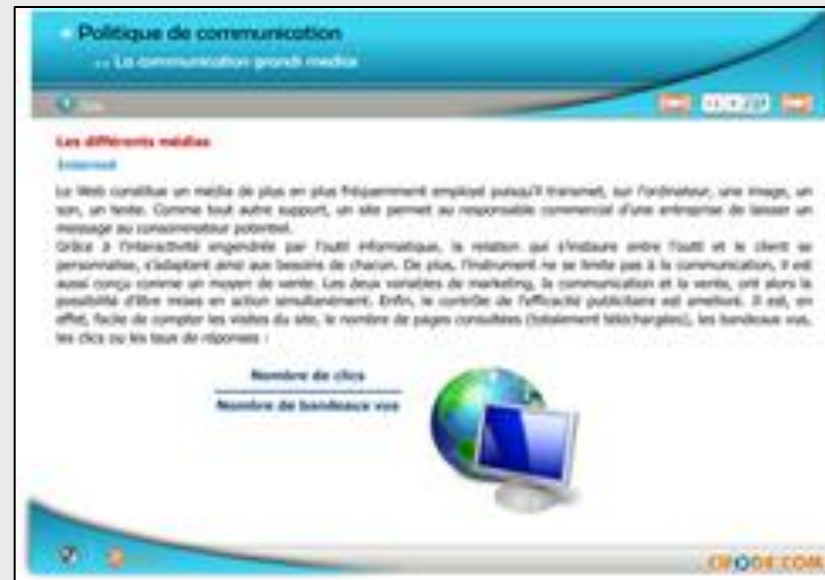 Politique de communication
La communication grands medias
Les différents médias
Internet
Le Web constitue un média de plus en plus fréquemment employé puisqu'il transmet, sur l'ordinateur, une image, un
son, un texte. Comme tout autre support, un site permet au responsable commercial d'une entreprise de laisser un
message au consommateur potentiel.
Grâce à l'interactivité engendrée par l'outil informatique, la relation qui s'instaure entre l'outil et le client se
personnalise, s'adaptant ainsi aux besoins de chacun. De plus, l'instrument ne se limite pas à la communication, il est
aussi conçu comme un moyen de vente. Les deux variables de marketing, la communication et la vente, ont alors la
possibilité d'être mises en action simultanément. Enfin, le contrôle de l'efficacité publicitaire est amélioré. Il est, en
effet, facile de compter les visites du site, le nombre de pages consultées (totalement téléchargées), les bandeaux vus,
les clics ou les taux de réponses :
Nombre de clics
Nombre de bandeaux vus